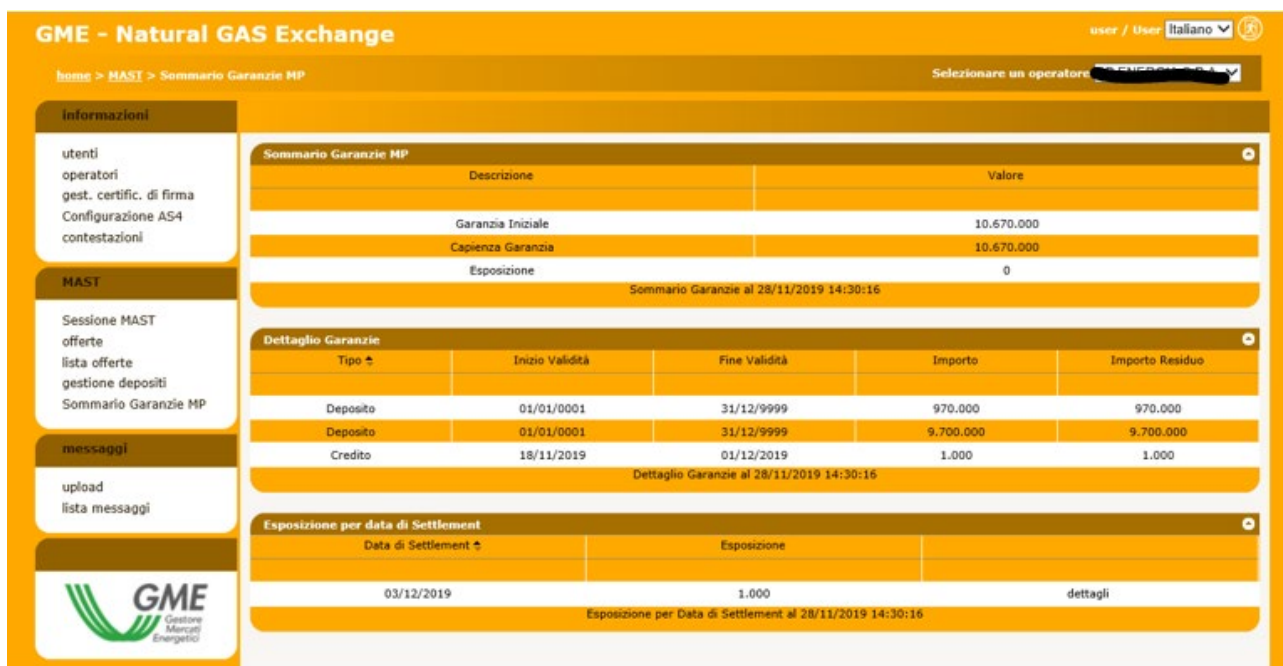 GME - Natural GAS Exchange
user / User Italiano
home > MAST > Sommario Garanzie MP
Selezionare un operatore
informazioni
utenti
operatori
gest. certific. di firma
Configurazione AS4
contestazioni
MAST
Sessione MAST
offerte
lista offerte
gestione depositi
Sommario Garanzie MP
messaggi
upload
lista messaggi
GME
Gestore
Mercati
Energetici
Sommario Garanzie MP
Descrizione Valore
Garanzia Iniziale 10.670.000
Capienza Garanzia 10.670.000
Esposizione 0
Sommario Garanzie al 28/11/2019 14:30:16
Dettaglio Garanzie
Tipo Inizio Validità Fine Validità Importo Importo Residuo
Deposito 01/01/0001 31/12/9999 970.000 970.000
Deposito 01/01/0001 31/12/9999 9.700.000 9.700.000
Credito 18/11/2019 01/12/2019 1.000 1.000
Dettaglio Garanzie al 28/11/2019 14:30:16
Esposizione per data di Settlement
Data di Settlement Esposizione
03/12/2019 1.000 dettagli
Esposizione per Data di Settlement al 28/11/2019 14:30:16